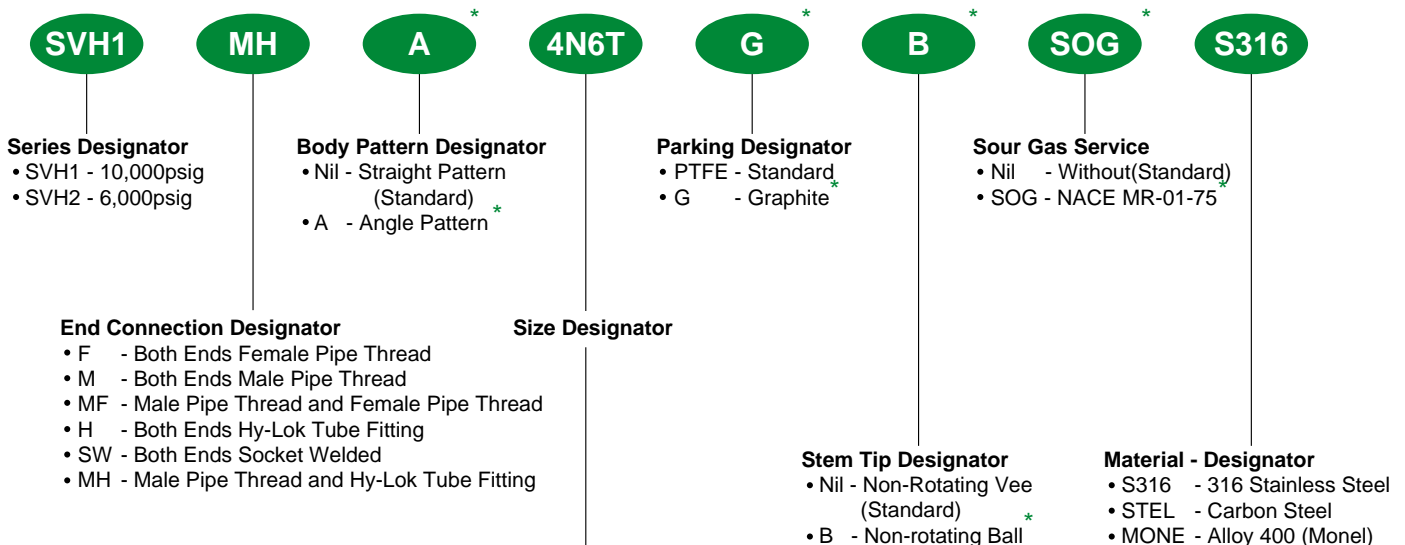 * * * *
SVH1 MH A 4N6T G B SOG S316
Series Designator
• SVH1 - 10,000psig
• SVH2 - 6,000psig
Body Pattern Designator
• Nil - Straight Pattern
(Standard)
• A - Angle Pattern *
Parking Designator
• PTFE - Standard
• G - Graphite *
Sour Gas Service
• Nil - Without(Standard)
• SOG - NACE MR-01-75 *
End Connection Designator
• F - Both Ends Female Pipe Thread
• M - Both Ends Male Pipe Thread
• MF - Male Pipe Thread and Female Pipe Thread
• H - Both Ends Hy-Lok Tube Fitting
• SW - Both Ends Socket Welded
• MH - Male Pipe Thread and Hy-Lok Tube Fitting
Size Designator
Stem Tip Designator
• Nil - Non-Rotating Vee
(Standard)
• B - Non-rotating Ball *
Material - Designator
• S316 - 316 Stainless Steel
• STEL - Carbon Steel
• MONE - Alloy 400 (Monel)